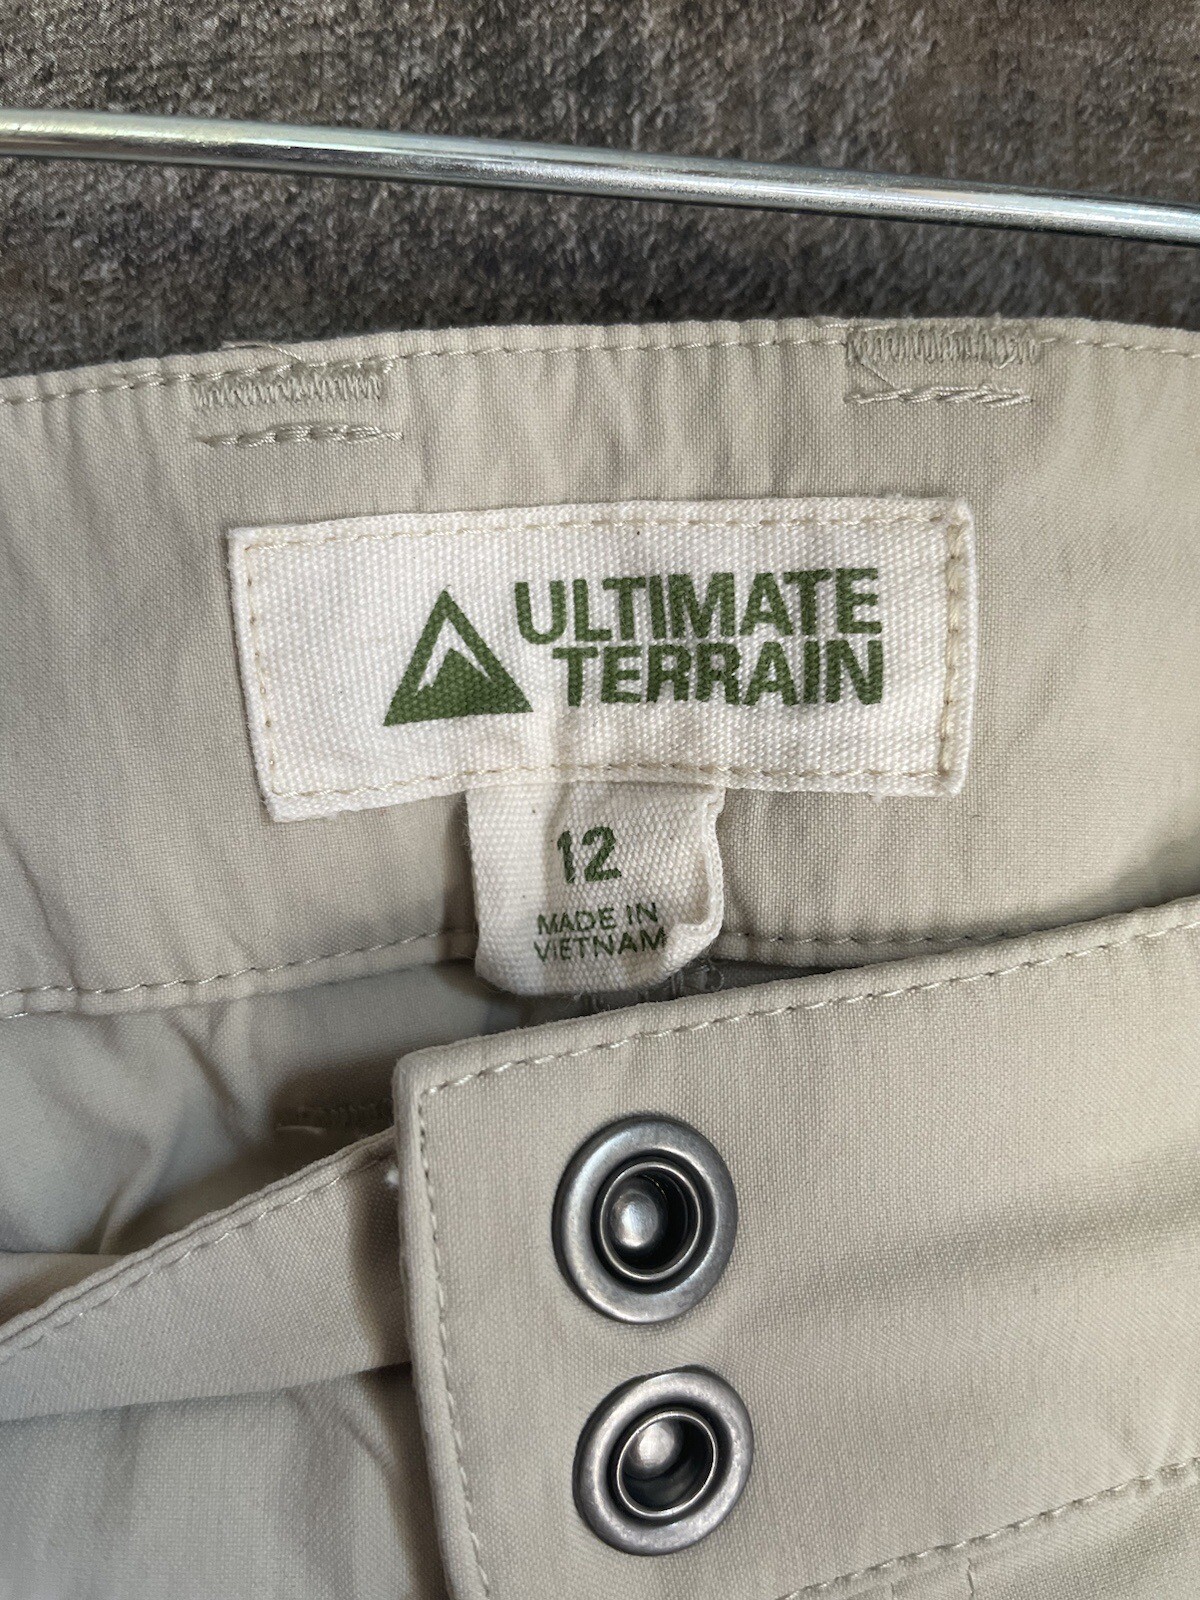 ULTIMATE
TERRAIN
12
MADE IN
VIETNAM